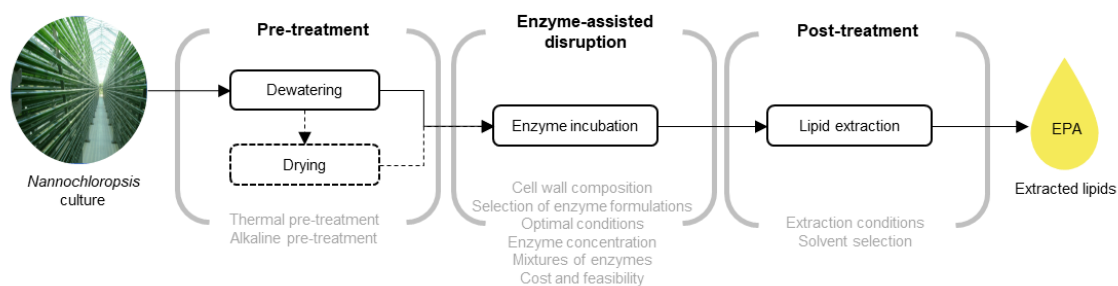 Pre-treatment
Enzyme-assisted
disruption
Post-treatment
Dewatering
Drying
Enzyme incubation
Lipid extraction
EPA
Nannochloropsis
culture
Extracted lipids
Thermal pre-treatment
Alkaline pre-treatment
Cell wall composition
Selection of enzyme formulations
Optimal conditions
Enzyme concentration
Mixtures of enzymes
Cost and feasibility
Extraction conditions
Solvent selection